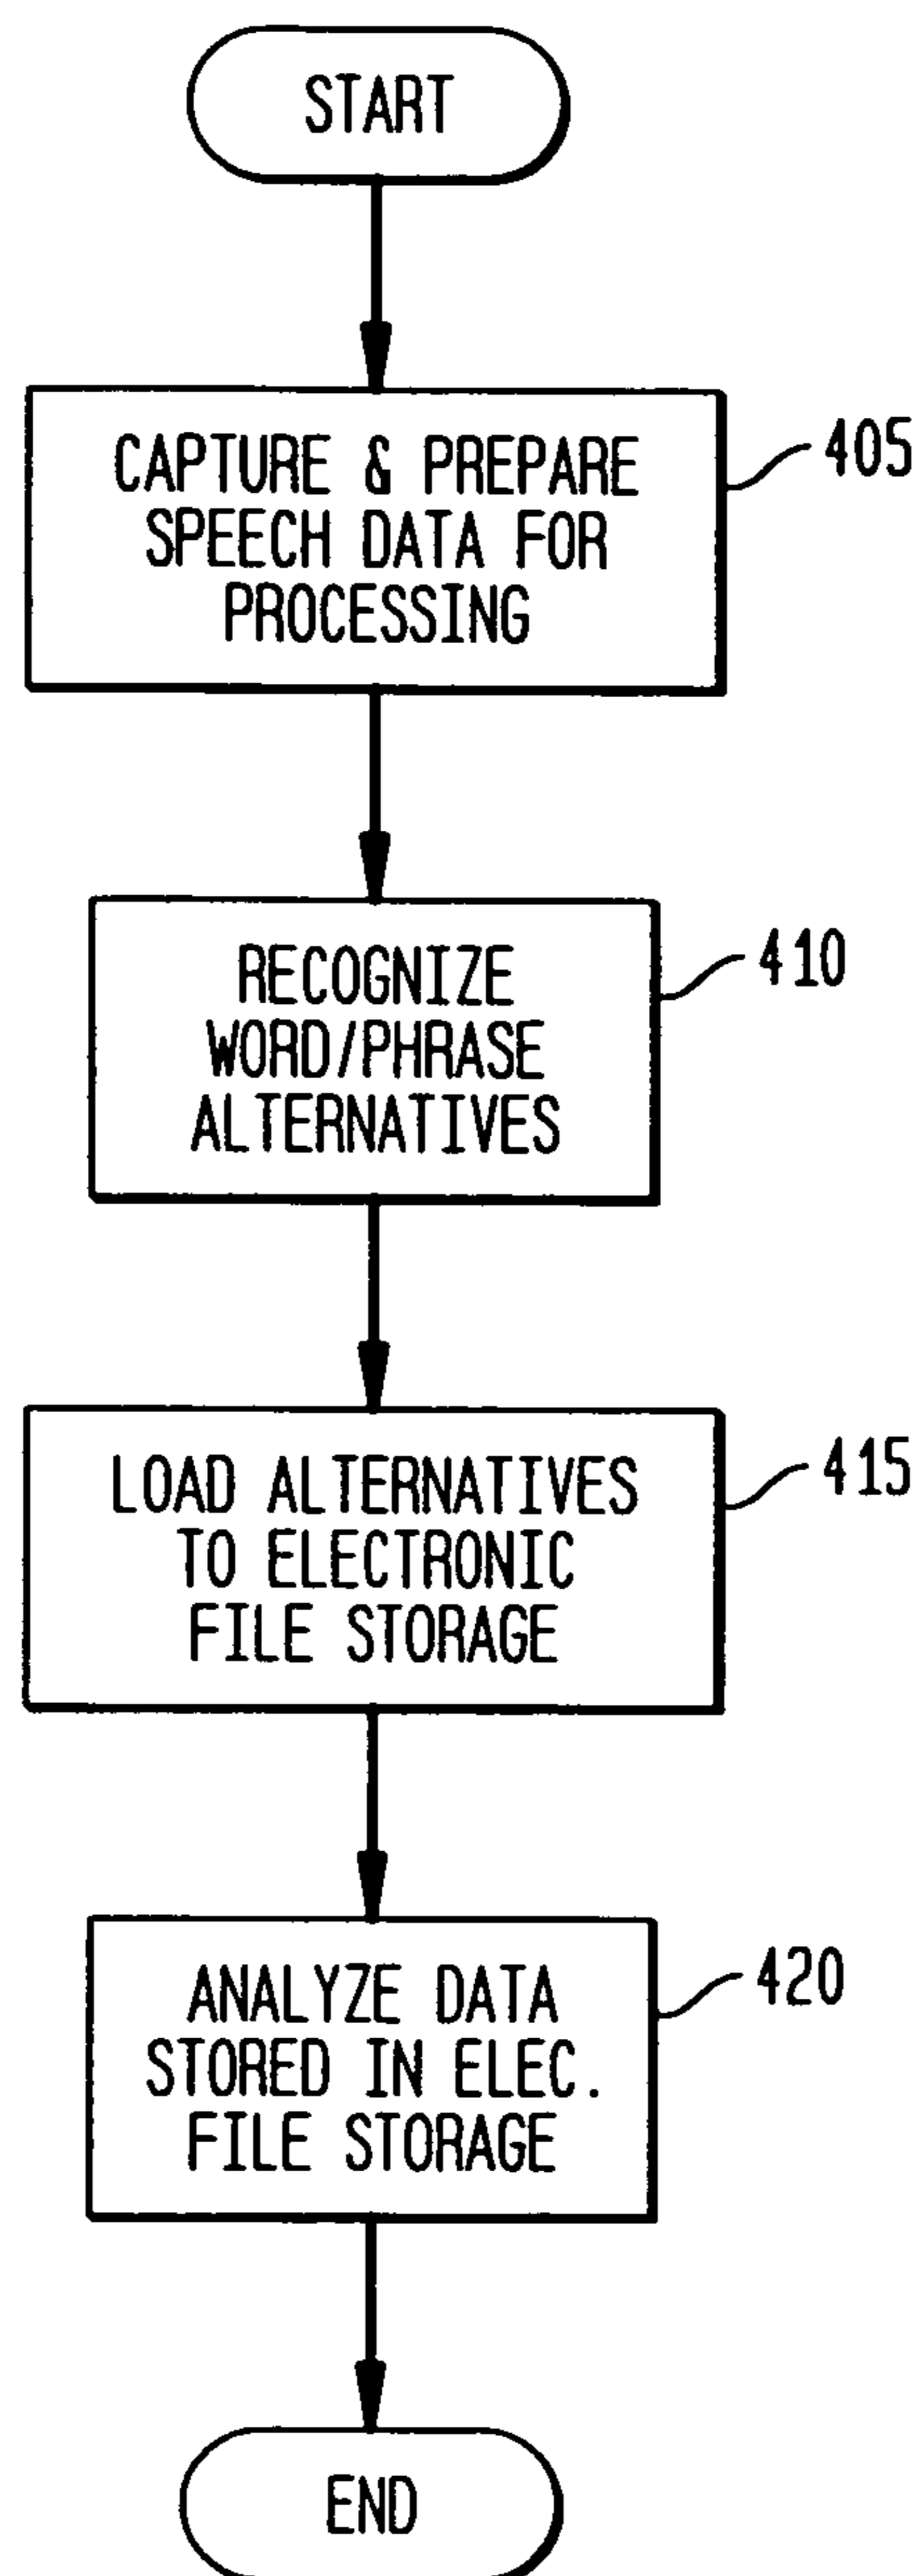 START
CAPTURE & PREPARE
SPEECH DATA FOR
PROCESSING
405
RECOGNIZE
WORD/PHRASE
ALTERNATIVES
410
LOAD ALTERNATIVES
TO ELECTRONIC
FILE STORAGE
415
ANALYZE DATA
STORED IN ELEC.
FILE STORAGE
420
END